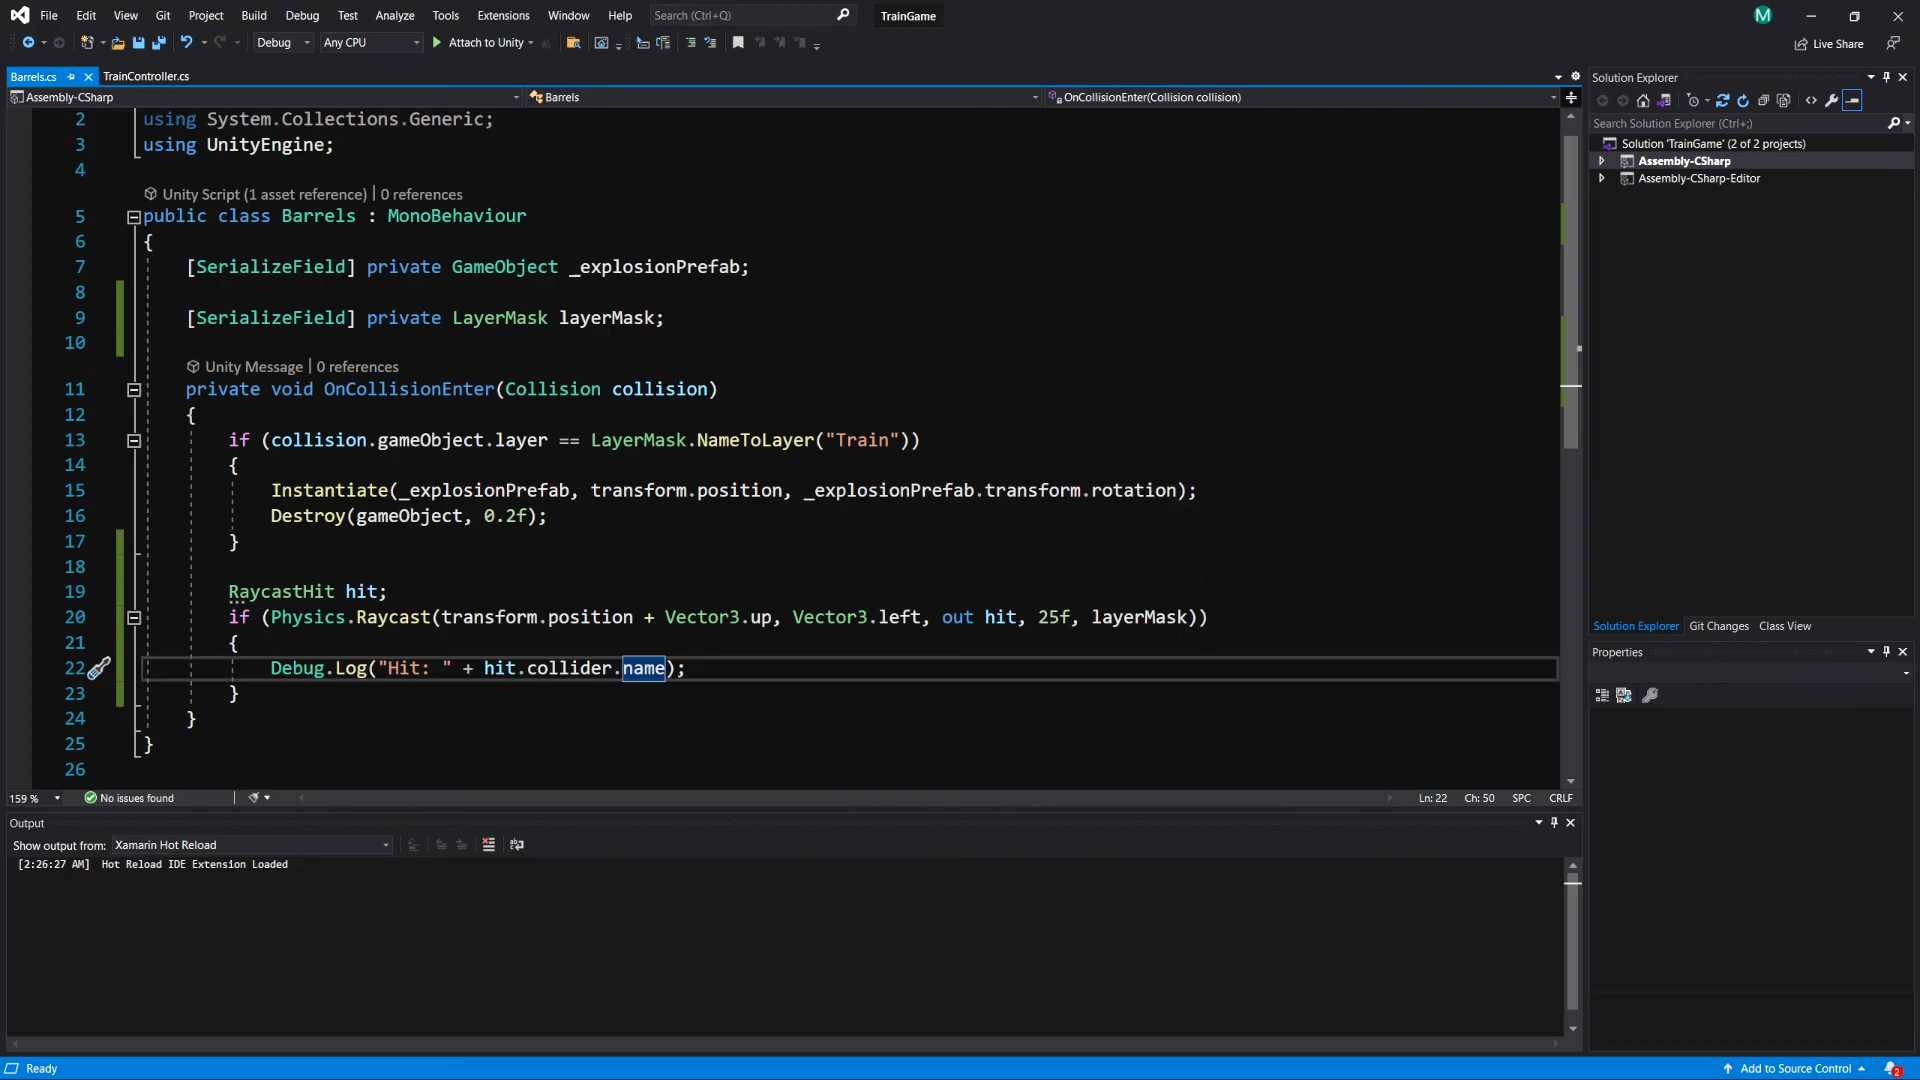 File Edit View Git Project Build Debug Test Analyze Tools Extensions Window Help Search (Ctrl+Q) TrainGame M
Debug Any CPU Attach to Unity Live Share
Barrels.cs TrainController.cs
Assembly-CSharp Barrels OnCollisionEnter(Collision collision)
2 using System.Collections.Generic;
3 using UnityEngine;
4
Unity Script (1 asset reference) | 0 references
5 public class Barrels : MonoBehaviour
6 {
7 [SerializeField] private GameObject _explosionPrefab;
8
9 [SerializeField] private LayerMask layerMask;
10
Unity Message | 0 references
11 private void OnCollisionEnter(Collision collision)
12 {
13 if (collision.gameObject.layer == LayerMask.NameToLayer("Train"))
14 {
15 Instantiate(_explosionPrefab, transform.position, _explosionPrefab.transform.rotation);
16 Destroy(gameObject, 0.2f);
17 }
18
19 RaycastHit hit;
20 if (Physics.Raycast(transform.position + Vector3.up, Vector3.left, out hit, 25f, layerMask))
21 {
22 Debug.Log("Hit: " + hit.collider.name);
23 }
24 }
25 }
26
159 % No issues found Ln: 22 Ch: 50 SPC CRLF
Output
Show output from: Xamarin Hot Reload
[2:26:27 AM] Hot Reload IDE Extension Loaded
Solution Explorer
Search Solution Explorer (Ctrl+;)
Solution 'TrainGame' (2 of 2 projects)
Assembly-CSharp
Assembly-CSharp-Editor
Solution Explorer Git Changes Class View
Properties
Ready Add to Source Control 2